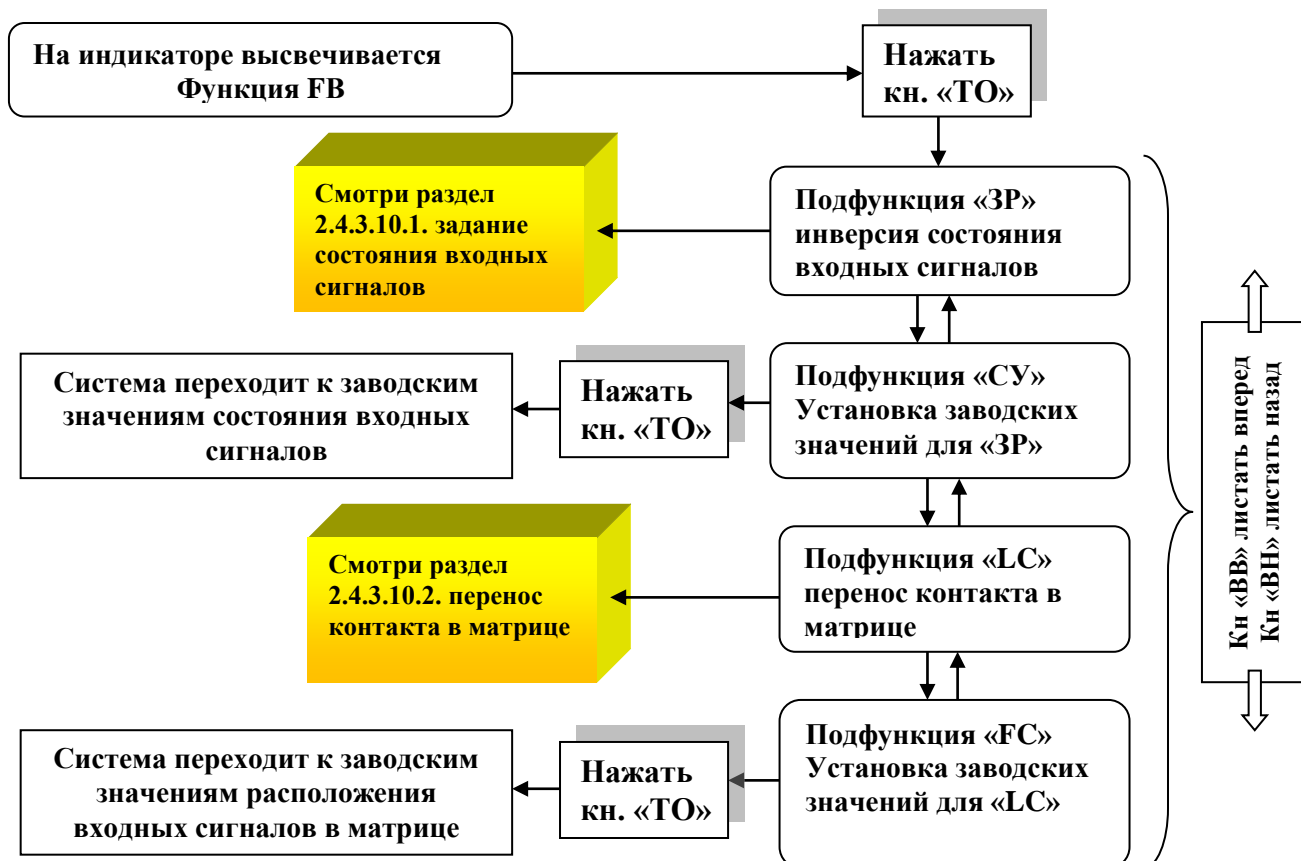 На индикаторе высвечивается
Функция FB
Нажать
кн. «ТО»
Смотри раздел
2.4.3.10.1. задание
состояния входных
сигналов
Подфункция «ЗР»
инверсия состояния
входных сигналов
Система переходит к заводским
значениям состояния входных
сигналов
Нажать
кн. «ТО»
Подфункция «СУ»
Установка заводских
значений для «ЗР»
Смотри раздел
2.4.3.10.2. перенос
контакта в матрице
Подфункция «LC»
перенос контакта в
матрице
Система переходит к заводским
значениям расположения
входных сигналов в матрице
Нажать
кн. «ТО»
Подфункция «FC»
Установка заводских
значений для «LC»
Кн «ВВ» листать вперед
Кн «ВН» листать назад